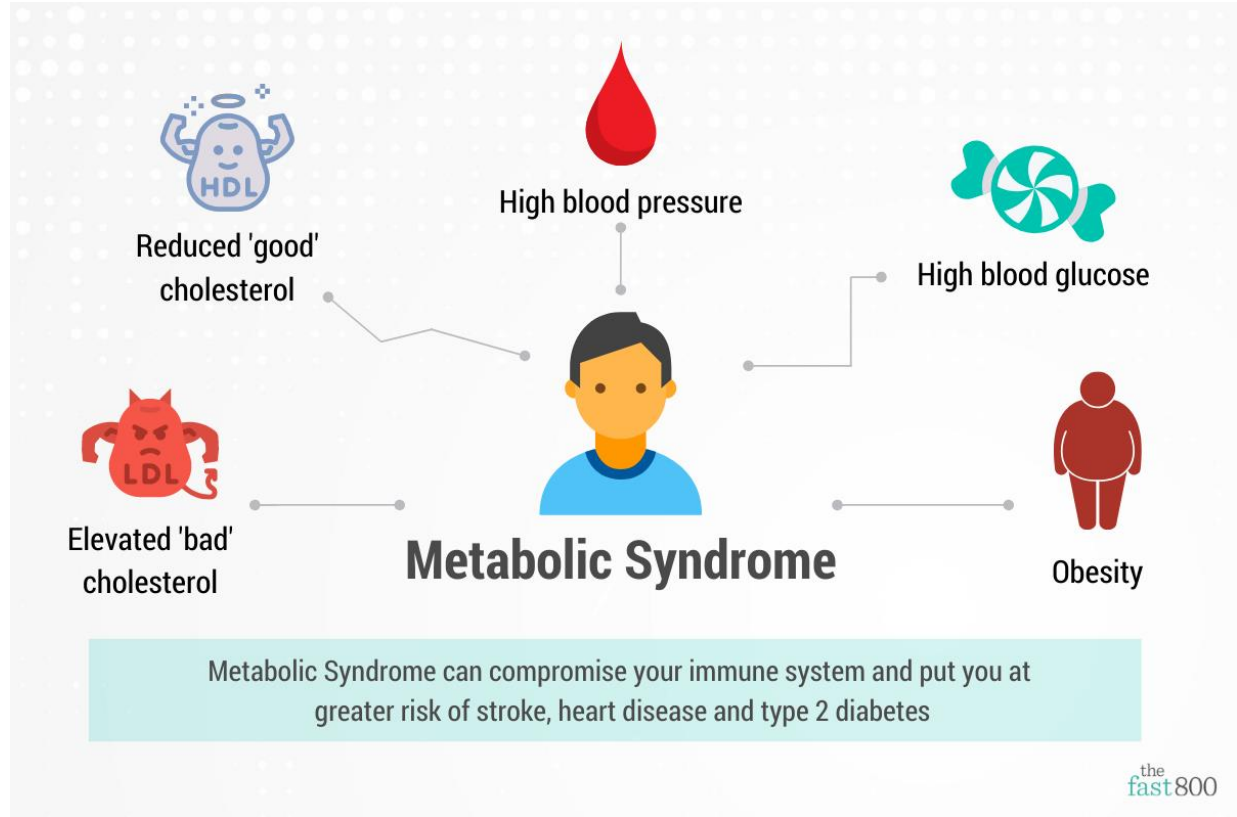 High blood pressure
HDL
Reduced 'good'
cholesterol
High blood glucose
LDL
Elevated 'bad'
cholesterol
Metabolic Syndrome
Obesity
Metabolic Syndrome can compromise your immune system and put you at
greater risk of stroke, heart disease and type 2 diabetes
the
fast800